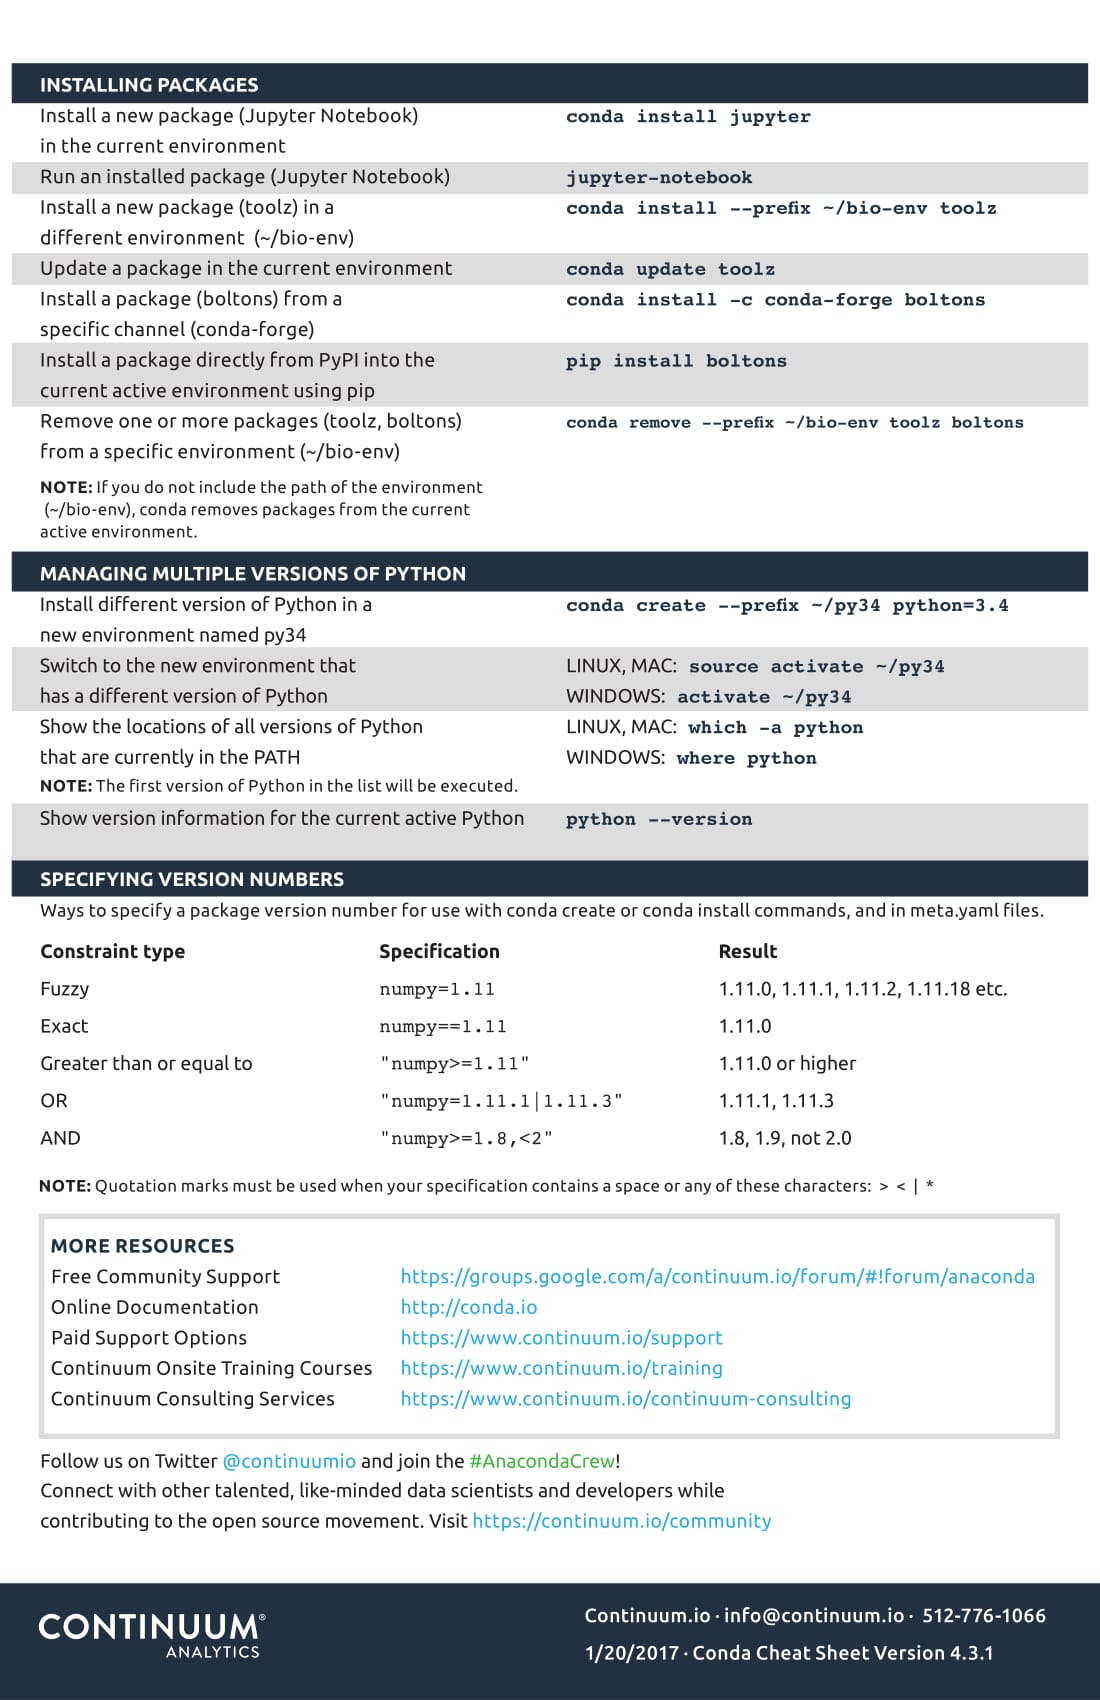 INSTALLING PACKAGES
Install a new package (Jupyter Notebook) conda install jupyter
in the current environment
Run an installed package (Jupyter Notebook) jupyter-notebook
Install a new package (toolz) in a conda install --prefix ~/bio-env toolz
different environment (~/bio-env)
Update a package in the current environment conda update toolz
Install a package (boltons) from a conda install -c conda-forge boltons
specific channel (conda-forge)
Install a package directly from PyPI into the pip install boltons
current active environment using pip
Remove one or more packages (toolz, boltons) conda remove --prefix ~/bio-env toolz boltons
from a specific environment (~/bio-env)
NOTE: If you do not include the path of the environment
(~/bio-env), conda removes packages from the current
active environment.
MANAGING MULTIPLE VERSIONS OF PYTHON
Install different version of Python in a conda create --prefix ~/py34 python=3.4
new environment named py34
Switch to the new environment that LINUX, MAC: source activate ~/py34
has a different version of Python WINDOWS: activate ~/py34
Show the locations of all versions of Python LINUX, MAC: which -a python
that are currently in the PATH WINDOWS: where python
NOTE: The first version of Python in the list will be executed.
Show version information for the current active Python python --version
SPECIFYING VERSION NUMBERS
Ways to specify a package version number for use with conda create or conda install commands, and in meta.yaml files.
Constraint type Specification Result
Fuzzy numpy=1.11 1.11.0, 1.11.1, 1.11.2, 1.11.18 etc.
Exact numpy==1.11 1.11.0
Greater than or equal to "numpy>=1.11" 1.11.0 or higher
OR "numpy=1.11.1|1.11.3" 1.11.1, 1.11.3
AND "numpy>=1.8,<2" 1.8, 1.9, not 2.0
NOTE: Quotation marks must be used when your specification contains a space or any of these characters: > < | *
MORE RESOURCES
Free Community Support https://groups.google.com/a/continuum.io/forum/#!forum/anaconda
Online Documentation http://conda.io
Paid Support Options https://www.continuum.io/support
Continuum Onsite Training Courses https://www.continuum.io/training
Continuum Consulting Services https://www.continuum.io/continuum-consulting
Follow us on Twitter @continuumio and join the #AnacondaCrew!
Connect with other talented, like-minded data scientists and developers while
contributing to the open source movement. Visit https://continuum.io/community
CONTINUUM®
ANALYTICS
Continuum.io · info@continuum.io · 512-776-1066
1/20/2017 · Conda Cheat Sheet Version 4.3.1